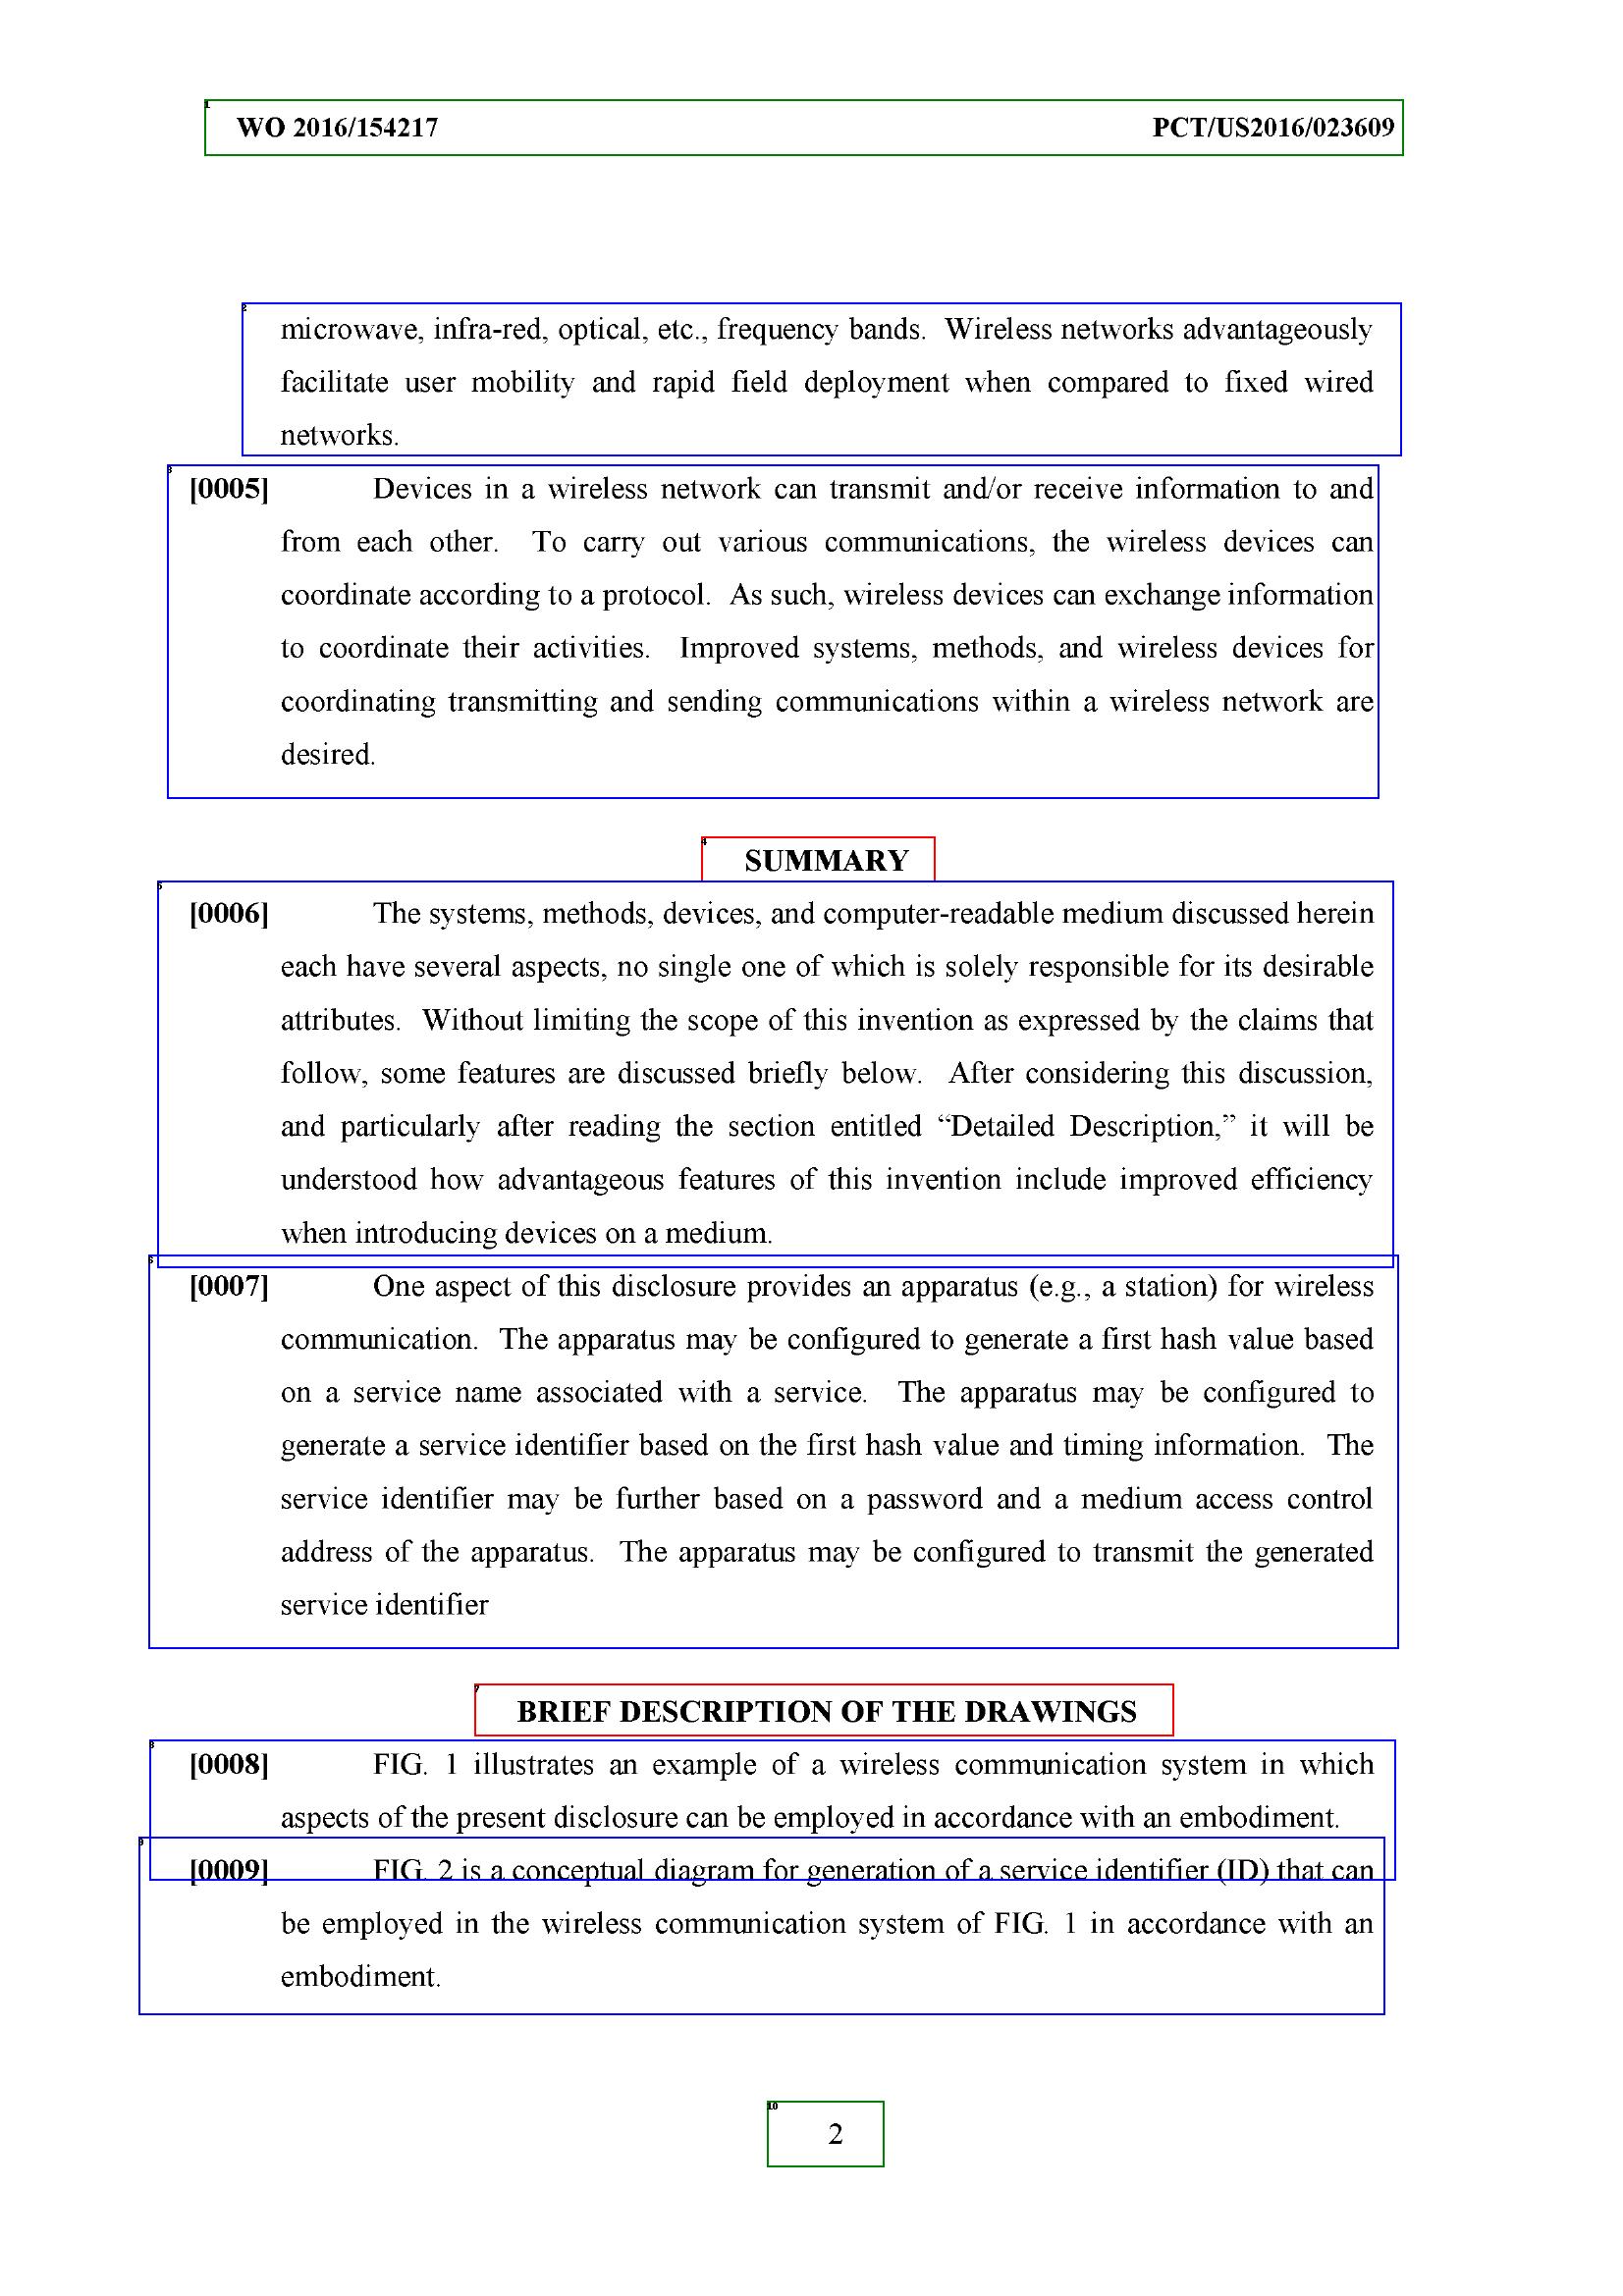 1
WO 2016/154217 PCT/US2016/023609
2
microwave, infra-red, optical, etc., frequency bands. Wireless networks advantageously
facilitate user mobility and rapid field deployment when compared to fixed wired
networks.
3
[0005] Devices in a wireless network can transmit and/or receive information to and
from each other. To carry out various communications, the wireless devices can
coordinate according to a protocol. As such, wireless devices can exchange information
to coordinate their activities. Improved systems, methods, and wireless devices for
coordinating transmitting and sending communications within a wireless network are
desired.
4
SUMMARY
5
[0006] The systems, methods, devices, and computer-readable medium discussed herein
each have several aspects, no single one of which is solely responsible for its desirable
attributes. Without limiting the scope of this invention as expressed by the claims that
follow, some features are discussed briefly below. After considering this discussion,
and particularly after reading the section entitled “Detailed Description,” it will be
understood how advantageous features of this invention include improved efficiency
when introducing devices on a medium.
6
[0007] One aspect of this disclosure provides an apparatus (e.g., a station) for wireless
communication. The apparatus may be configured to generate a first hash value based
on a service name associated with a service. The apparatus may be configured to
generate a service identifier based on the first hash value and timing information. The
service identifier may be further based on a password and a medium access control
address of the apparatus. The apparatus may be configured to transmit the generated
service identifier
7
BRIEF DESCRIPTION OF THE DRAWINGS
8
[0008] FIG. 1 illustrates an example of a wireless communication system in which
aspects of the present disclosure can be employed in accordance with an embodiment.
9
[0009] FIG. 2 is a conceptual diagram for generation of a service identifier (ID) that can
be employed in the wireless communication system of FIG. 1 in accordance with an
embodiment.
10
2